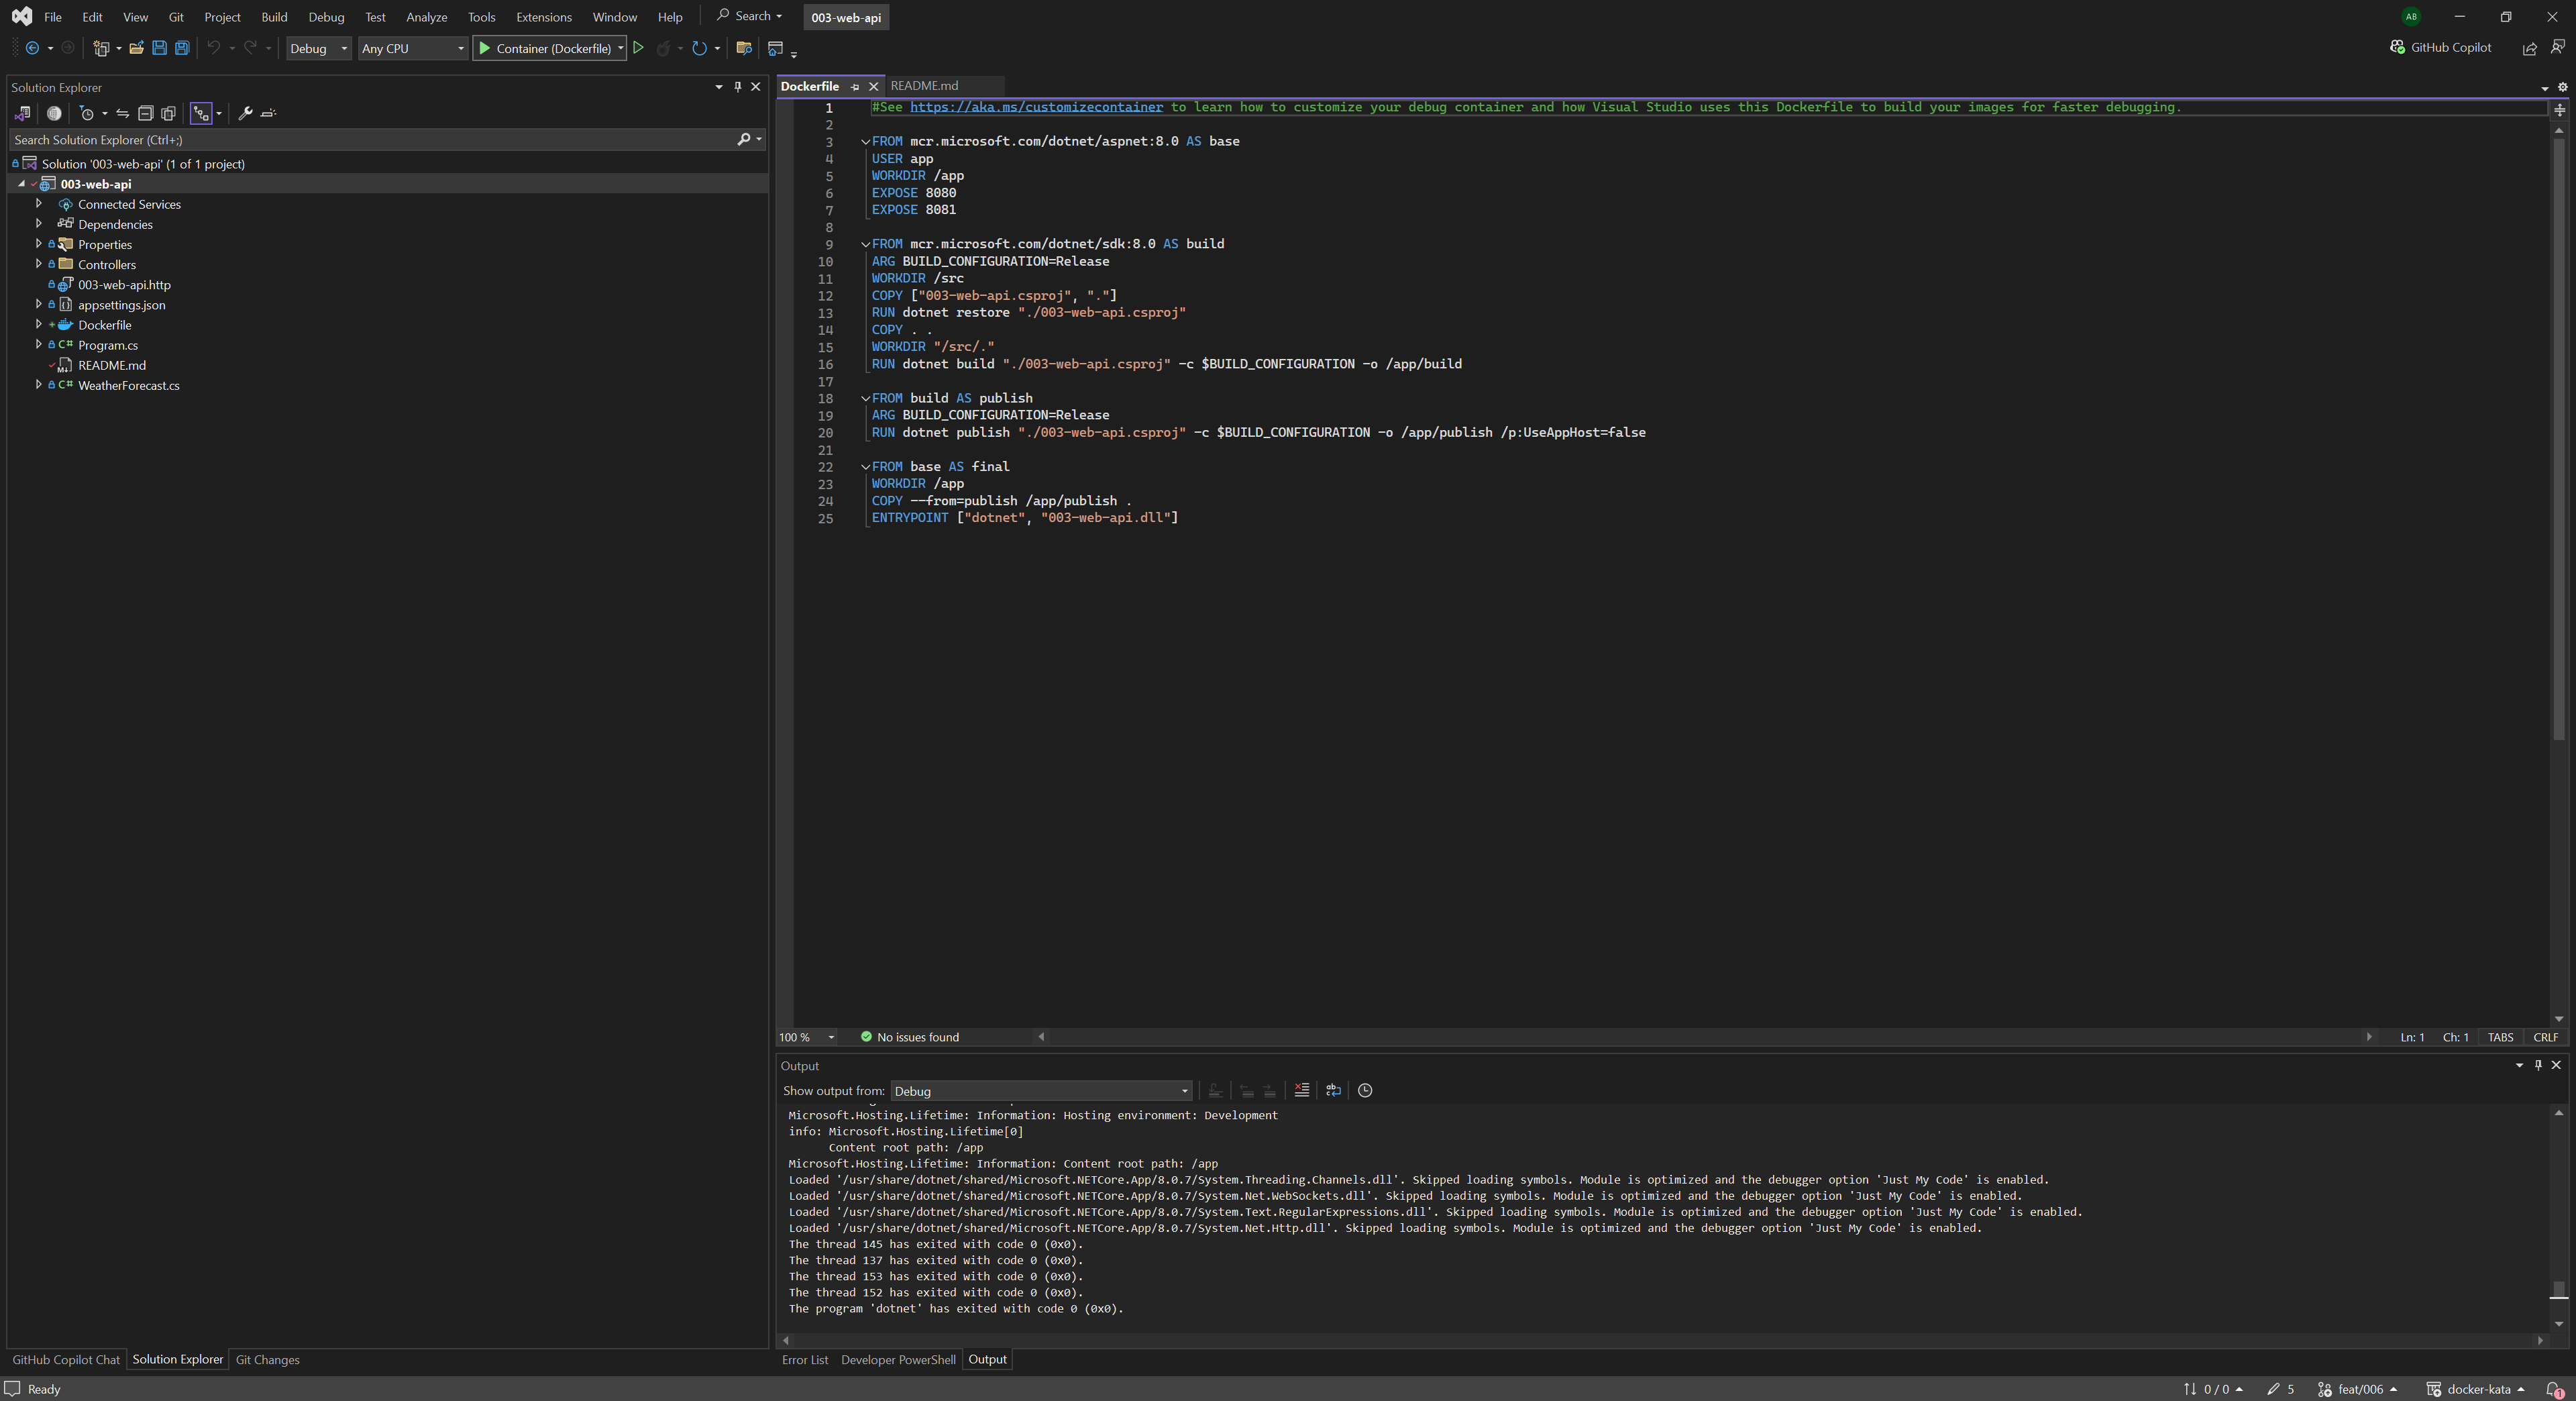 File Edit View Git Project Build Debug Test Analyze Tools Extensions Window Help Search 003-web-api AB
Debug Any CPU Container (Dockerfile) GitHub Copilot
Solution Explorer
Search Solution Explorer (Ctrl+;)
Solution '003-web-api' (1 of 1 project)
003-web-api
Connected Services
Dependencies
Properties
Controllers
003-web-api.http
appsettings.json
Dockerfile
C# Program.cs
README.md
C# WeatherForecast.cs
GitHub Copilot Chat Solution Explorer Git Changes
Dockerfile README.md
1 #See https://aka.ms/customizecontainer to learn how to customize your debug container and how Visual Studio uses this Dockerfile to build your images for faster debugging.
2
3 FROM mcr.microsoft.com/dotnet/aspnet:8.0 AS base
4 USER app
5 WORKDIR /app
6 EXPOSE 8080
7 EXPOSE 8081
8
9 FROM mcr.microsoft.com/dotnet/sdk:8.0 AS build
10 ARG BUILD_CONFIGURATION=Release
11 WORKDIR /src
12 COPY ["003-web-api.csproj", "."]
13 RUN dotnet restore "./003-web-api.csproj"
14 COPY . .
15 WORKDIR "/src/."
16 RUN dotnet build "./003-web-api.csproj" -c $BUILD_CONFIGURATION -o /app/build
17
18 FROM build AS publish
19 ARG BUILD_CONFIGURATION=Release
20 RUN dotnet publish "./003-web-api.csproj" -c $BUILD_CONFIGURATION -o /app/publish /p:UseAppHost=false
21
22 FROM base AS final
23 WORKDIR /app
24 COPY --from=publish /app/publish .
25 ENTRYPOINT ["dotnet", "003-web-api.dll"]
100 % No issues found Ln: 1 Ch: 1 TABS CRLF
Output
Show output from: Debug
Microsoft.Hosting.Lifetime: Information: Hosting environment: Development
info: Microsoft.Hosting.Lifetime[0]
Content root path: /app
Microsoft.Hosting.Lifetime: Information: Content root path: /app
Loaded '/usr/share/dotnet/shared/Microsoft.NETCore.App/8.0.7/System.Threading.Channels.dll'. Skipped loading symbols. Module is optimized and the debugger option 'Just My Code' is enabled.
Loaded '/usr/share/dotnet/shared/Microsoft.NETCore.App/8.0.7/System.Net.WebSockets.dll'. Skipped loading symbols. Module is optimized and the debugger option 'Just My Code' is enabled.
Loaded '/usr/share/dotnet/shared/Microsoft.NETCore.App/8.0.7/System.Text.RegularExpressions.dll'. Skipped loading symbols. Module is optimized and the debugger option 'Just My Code' is enabled.
Loaded '/usr/share/dotnet/shared/Microsoft.NETCore.App/8.0.7/System.Net.Http.dll'. Skipped loading symbols. Module is optimized and the debugger option 'Just My Code' is enabled.
The thread 145 has exited with code 0 (0x0).
The thread 137 has exited with code 0 (0x0).
The thread 153 has exited with code 0 (0x0).
The thread 152 has exited with code 0 (0x0).
The program 'dotnet' has exited with code 0 (0x0).
Error List Developer PowerShell Output
Ready 0 / 0 5 feat/006 docker-kata 1